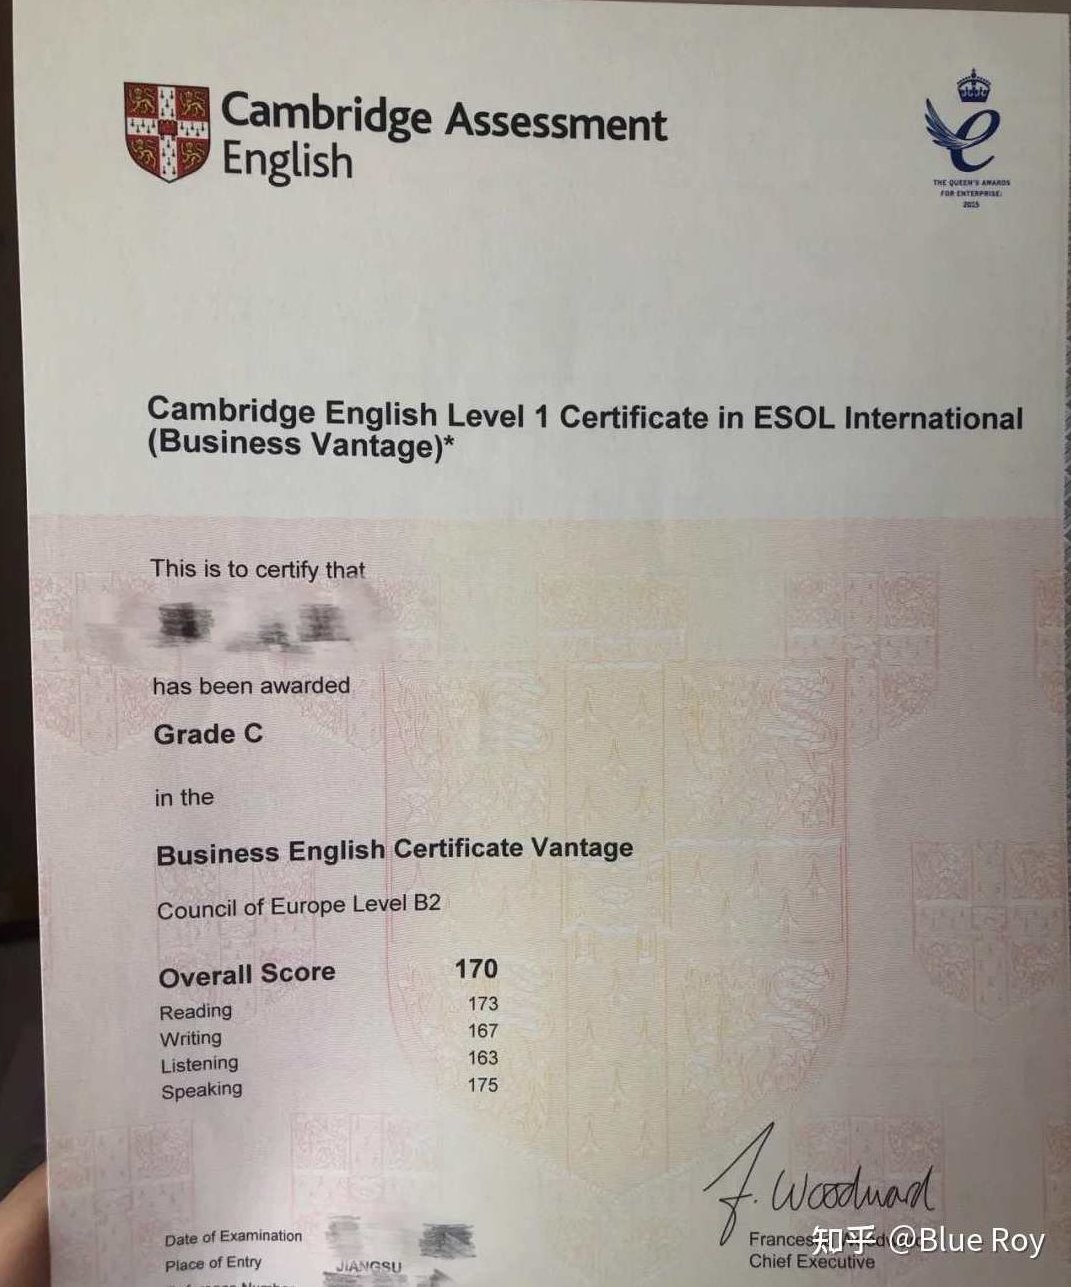 Cambridge Assessment
English
THE QUEEN'S AWARDS
FOR ENTERPRISE:
2015
Cambridge English Level 1 Certificate in ESOL International
(Business Vantage)*
This is to certify that
has been awarded
Grade C
in the
Business English Certificate Vantage
Council of Europe Level B2
Overall Score 170
Reading 173
Writing 167
Listening 163
Speaking 175
F. Woodward
Date of Examination
Place of Entry JIANGSU
Chief Executive
知乎 @Blue Roy